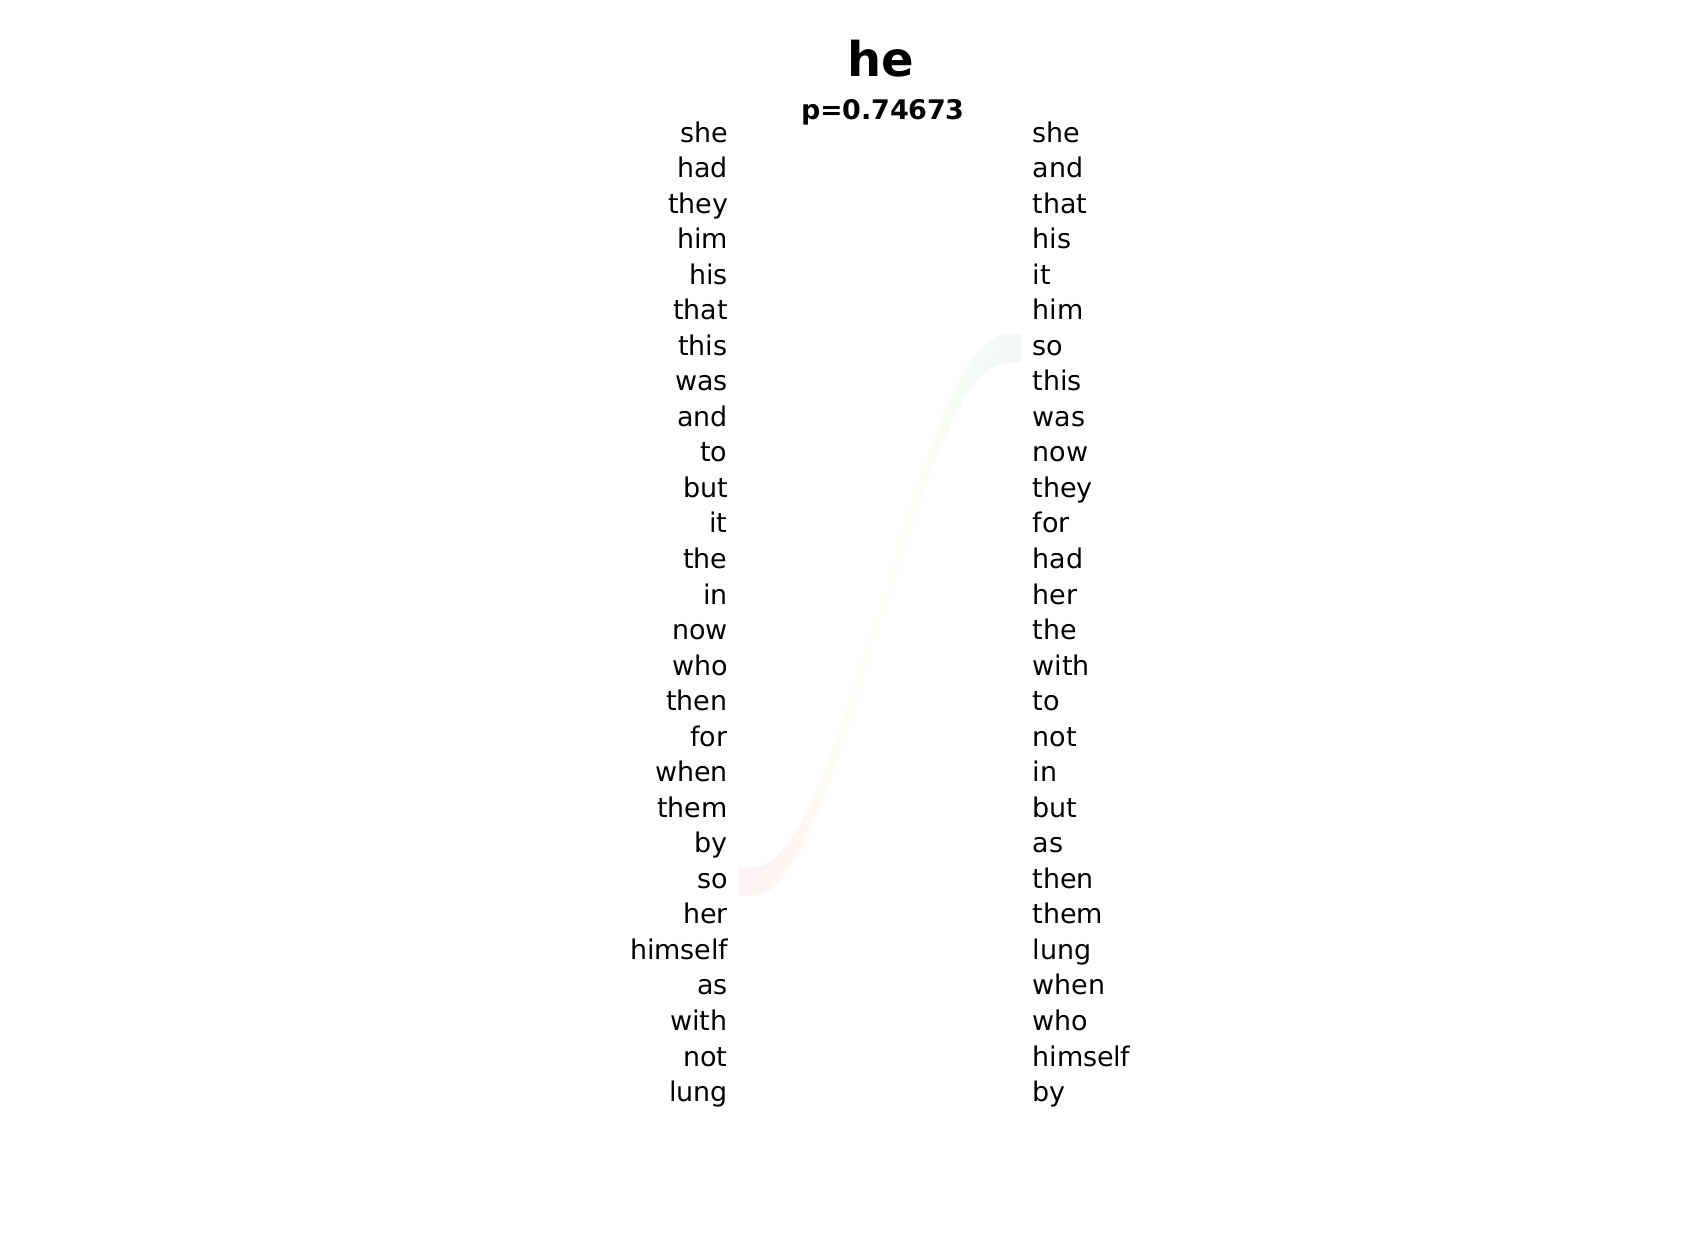 he
p=0.74673
she she
had and
they that
him his
his it
that him
this so
was this
and was
to now
but they
it for
the had
in her
now the
who with
then to
for not
when in
them but
by as
so then
her them
himself lung
as when
with who
not himself
lung by